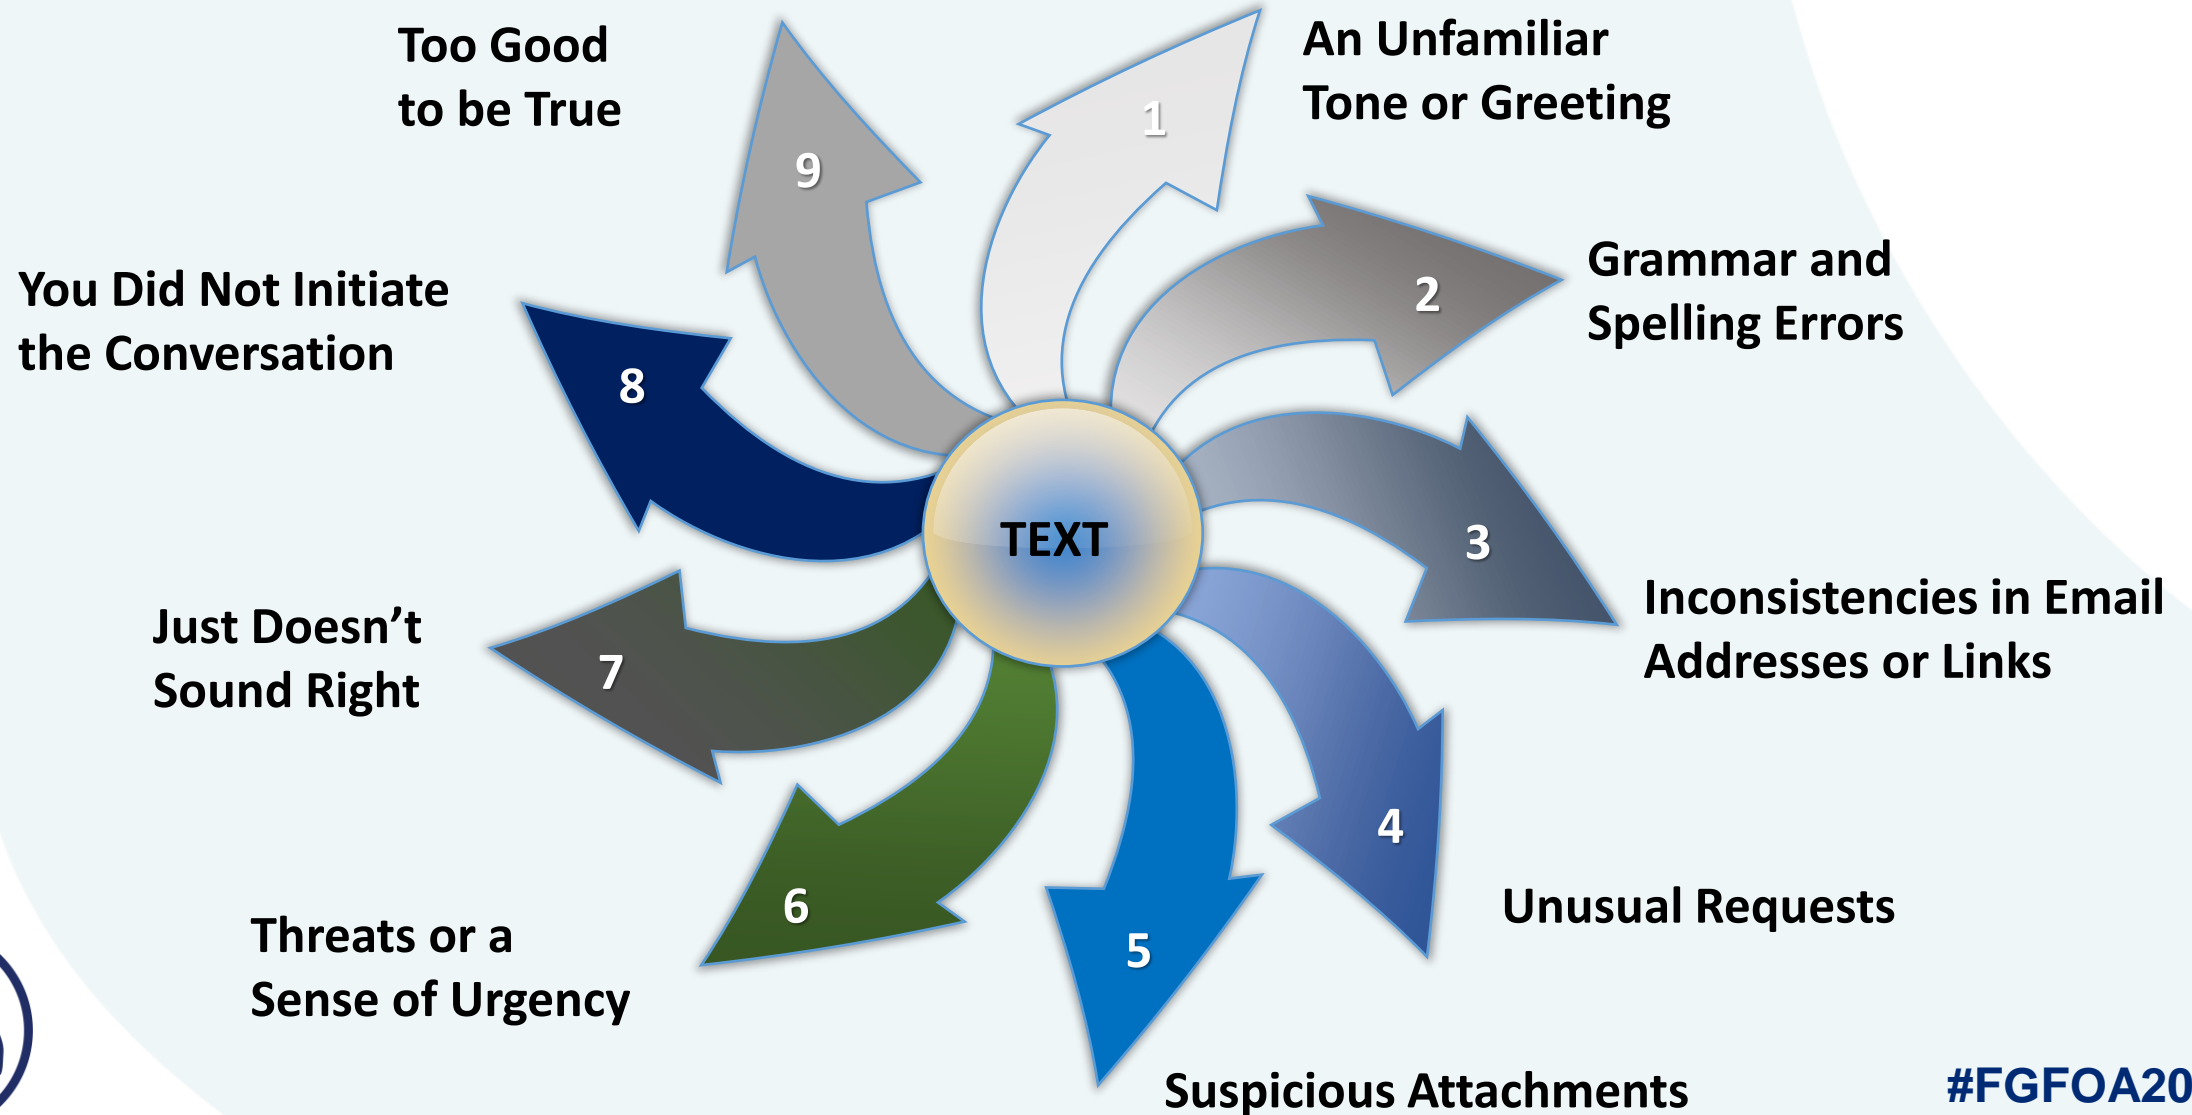 Too Good
to be True
1
An Unfamiliar
Tone or Greeting
9
2
Grammar and
Spelling Errors
You Did Not Initiate
the Conversation
8
TEXT
3
Inconsistencies in Email
Addresses or Links
Just Doesn’t
Sound Right
7
4
Unusual Requests
6
Threats or a
Sense of Urgency
5
Suspicious Attachments
#FGFOA20